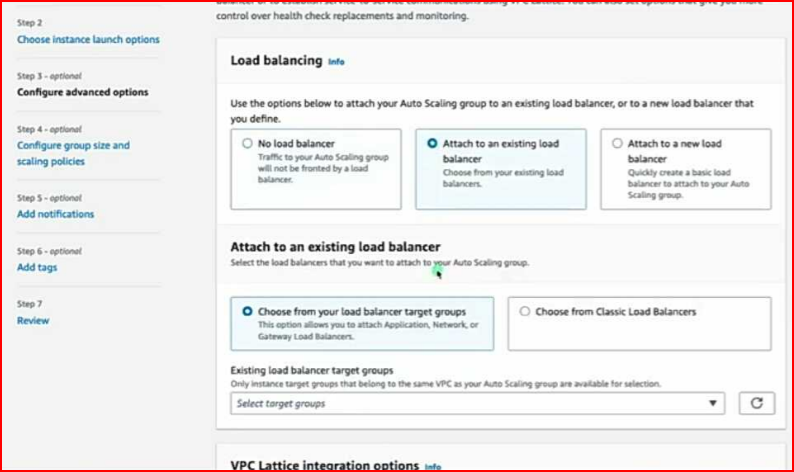 Step 2
Choose instance launch options
Step 3 - optional
Configure advanced options
Step 4 - optional
Configure group size and
scaling policies
Step 5 - optional
Add notifications
Step 6 - optional
Add tags
Step 7
Review
control over health check replacements and monitoring.
Load balancing Info
Use the options below to attach your Auto Scaling group to an existing load balancer, or to a new load balancer that
you define.
No load balancer
Traffic to your Auto Scaling group
will not be fronted by a load
balancer.
Attach to an existing load
balancer
Choose from your existing load
balancers.
Attach to a new load
balancer
Quickly create a basic load
balancer to attach to your Auto
Scaling group.
Attach to an existing load balancer
Select the load balancers that you want to attach to your Auto Scaling group.
Choose from your load balancer target groups
This option allows you to attach Application, Network, or
Gateway Load Balancers.
Choose from Classic Load Balancers
Existing load balancer target groups
Only instance target groups that belong to the same VPC as your Auto Scaling group are available for selection.
Select target groups
VPC Lattice integration options Info